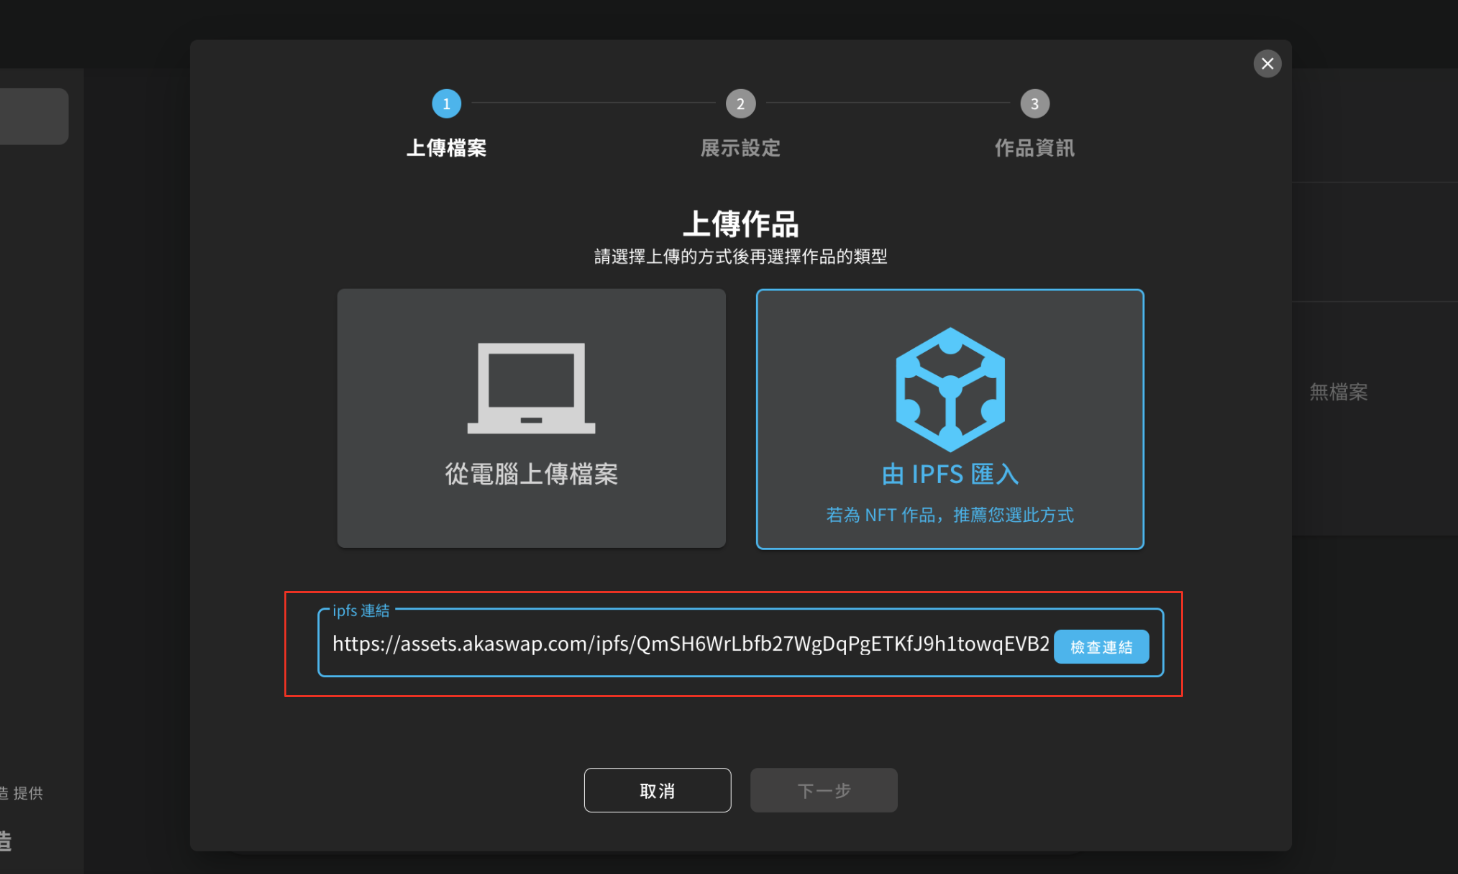 1
2
3
上傳檔案
展示設定
作品資訊
上傳作品
請選擇上傳的方式後再選擇作品的類型
從電腦上傳檔案
由 IPFS 匯入
若為 NFT 作品，推薦您選此方式
無檔案
ipfs 連結
https://assets.akaswap.com/ipfs/QmSH6WrLbfb27WgDqPgETKfJ9h1towqEVB2
檢查連結
取消
下一步
造 提供
造